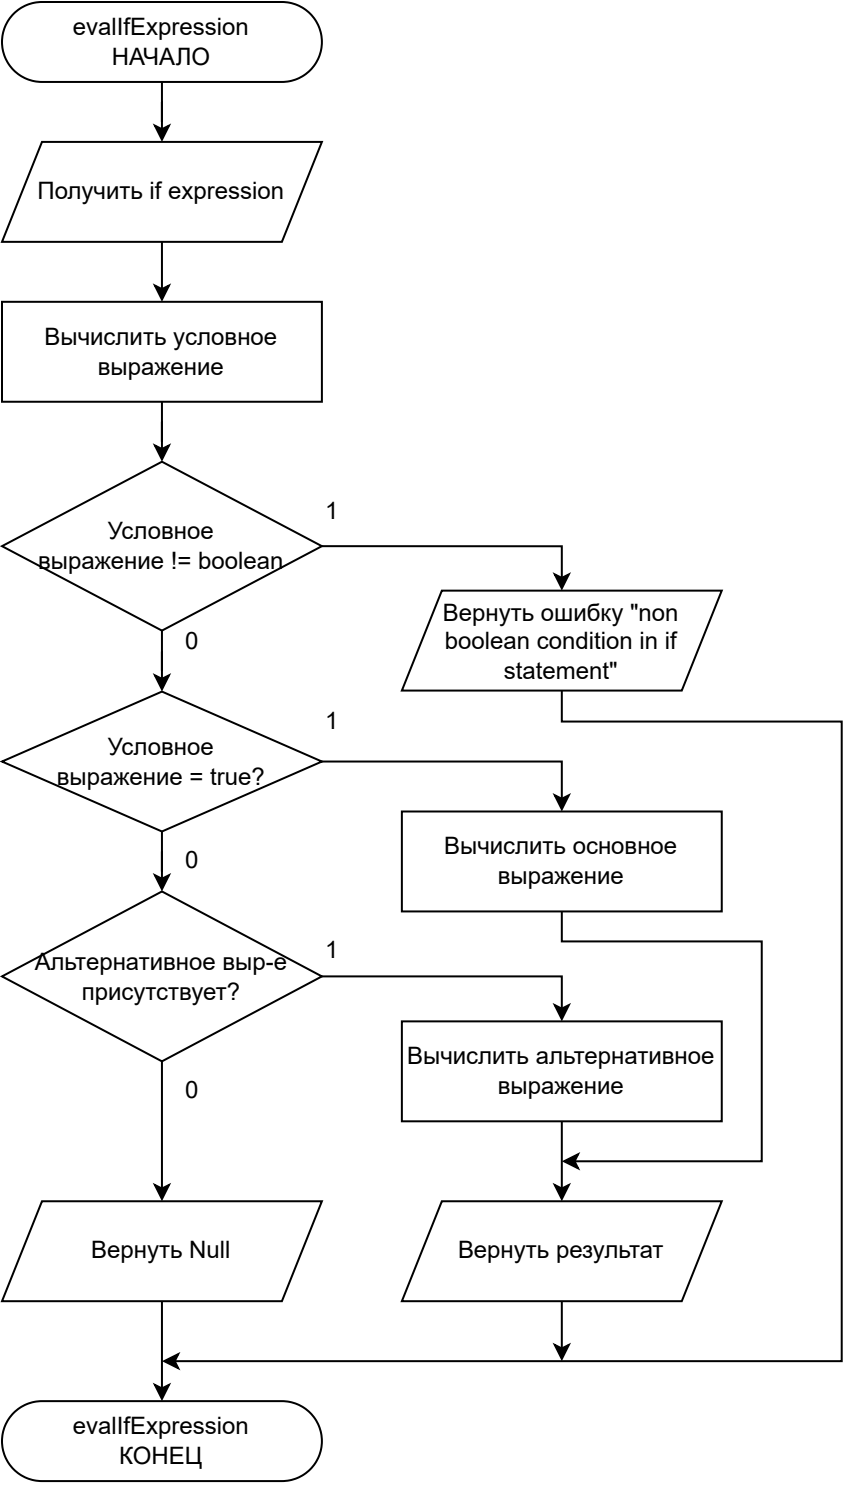 evalIfExpression
НАЧАЛО
Получить if expression
Вычислить условное
выражение
Условное
выражение != boolean
1
0
Вернуть ошибку "non
boolean condition in if
statement"
Условное
выражение = true?
1
0
Вычислить основное
выражение
Альтернативное выр-е
присутствует?
1
0
Вычислить альтернативное
выражение
Вернуть Null
Вернуть результат
evalIfExpression
КОНЕЦ